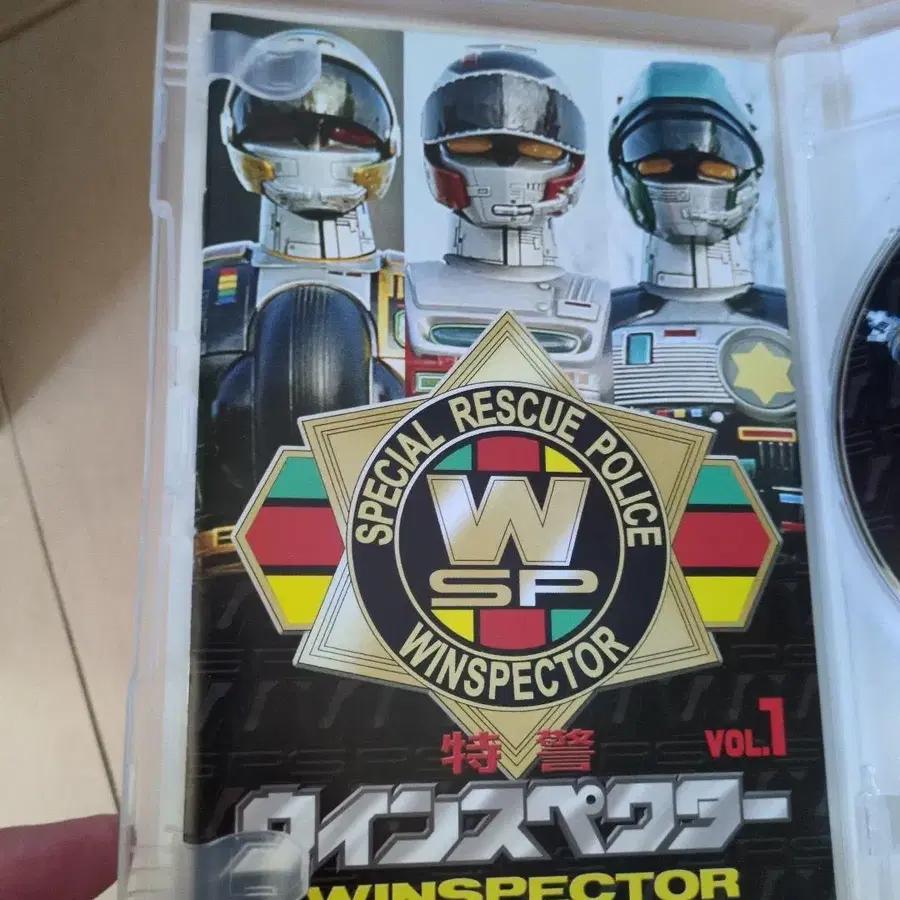 SPECIAL RESCUE POLICE
W
SP
WINSPECTOR
特警
VOL.1
ウインスペクター
WINSPECTOR